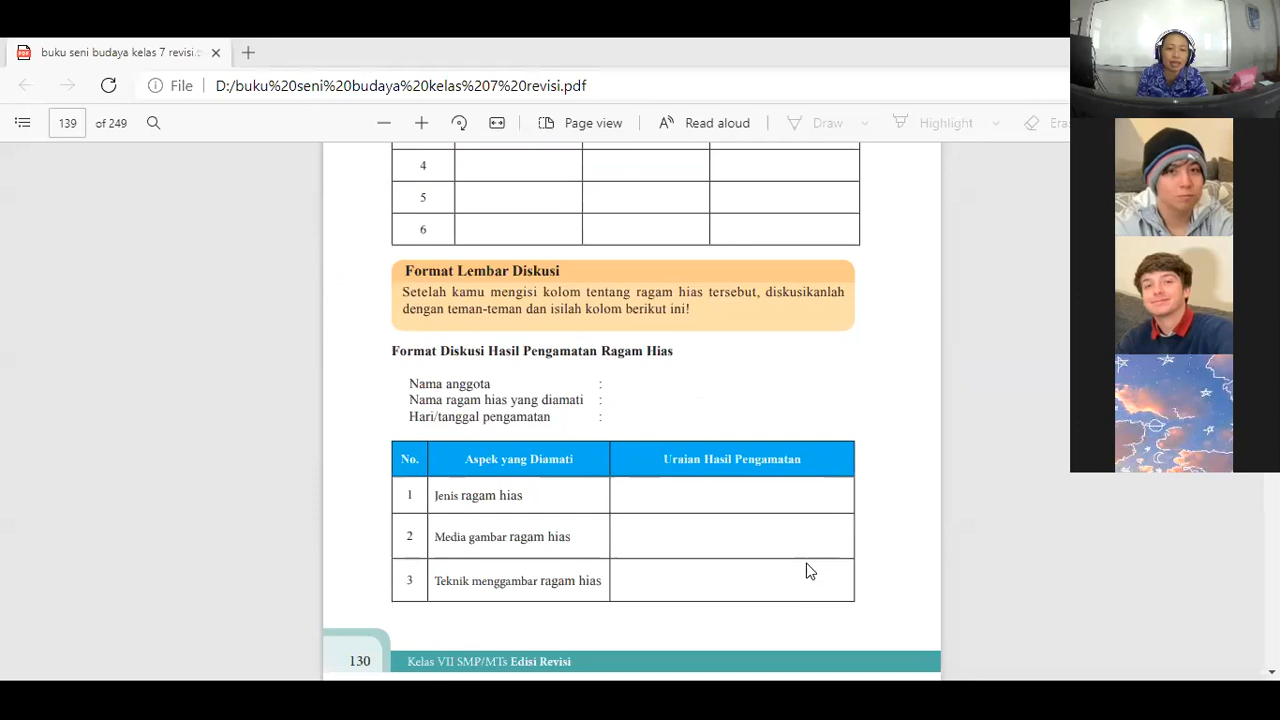 buku seni budaya kelas 7 revisi.
File D:/buku%20seni%20budaya%20kelas%207%20revisi.pdf
139 of 249 Page view Read aloud Draw Highlight Era
4
5
6
Format Lembar Diskusi
Setelah kamu mengisi kolom tentang ragam hias tersebut, diskusikanlah
dengan teman-teman dan isilah kolom berikut ini!
Format Diskusi Hasil Pengamatan Ragam Hias
Nama anggota :
Nama ragam hias yang diamati :
Hari/tanggal pengamatan :
No. Aspek yang Diamati Uraian Hasil Pengamatan
1 Jenis ragam hias
2 Media gambar ragam hias
3 Teknik menggambar ragam hias
130 Kelas VII SMP/MTs Edisi Revisi